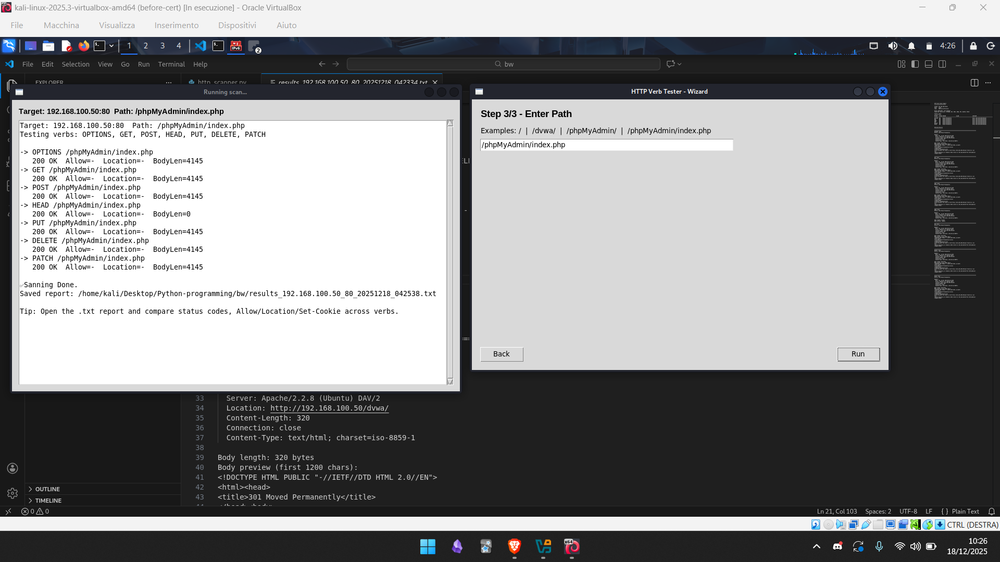 kali-linux-2025.3-virtualbox-amd64 (before-cert) [In esecuzione] - Oracle VirtualBox
File Macchina Visualizza Inserimento Dispositivi Aiuto
1 2 3 4 2 4:26
File Edit Selection View Go Run Terminal Help bw
EXPLORER ... http_scanner.py results_192.168.100.50_80_20251218_042334.txt
Running scan...
Target: 192.168.100.50:80 Path: /phpMyAdmin/index.php
Target: 192.168.100.50:80 Path: /phpMyAdmin/index.php
Testing verbs: OPTIONS, GET, POST, HEAD, PUT, DELETE, PATCH
-> OPTIONS /phpMyAdmin/index.php
200 OK Allow=- Location=- BodyLen=4145
-> GET /phpMyAdmin/index.php
200 OK Allow=- Location=- BodyLen=4145
-> POST /phpMyAdmin/index.php
200 OK Allow=- Location=- BodyLen=4145
-> HEAD /phpMyAdmin/index.php
200 OK Allow=- Location=- BodyLen=0
-> PUT /phpMyAdmin/index.php
200 OK Allow=- Location=- BodyLen=4145
-> DELETE /phpMyAdmin/index.php
200 OK Allow=- Location=- BodyLen=4145
-> PATCH /phpMyAdmin/index.php
200 OK Allow=- Location=- BodyLen=4145
✅Sanning Done.
Saved report: /home/kali/Desktop/Python-programming/bw/results_192.168.100.50_80_20251218_042538.txt
Tip: Open the .txt report and compare status codes, Allow/Location/Set-Cookie across verbs.
HTTP Verb Tester - Wizard
Step 3/3 - Enter Path
Examples: / | /dvwa/ | /phpMyAdmin/ | /phpMyAdmin/index.php
/phpMyAdmin/index.php
Back Run
33 Server: Apache/2.2.8 (Ubuntu) DAV/2
34 Location: http://192.168.100.50/dvwa/
35 Content-Length: 320
36 Connection: close
37 Content-Type: text/html; charset=iso-8859-1
38
39 Body length: 320 bytes
40 Body preview (first 1200 chars):
41 <!DOCTYPE HTML PUBLIC "-//IETF//DTD HTML 2.0//EN">
42 <html><head>
43 <title>301 Moved Permanently</title>
44 </head><body>
OUTLINE
TIMELINE
0 0 Ln 21, Col 103 Spaces: 2 UTF-8 LF { } Plain Text
CTRL (DESTRA)
10:26
18/12/2025